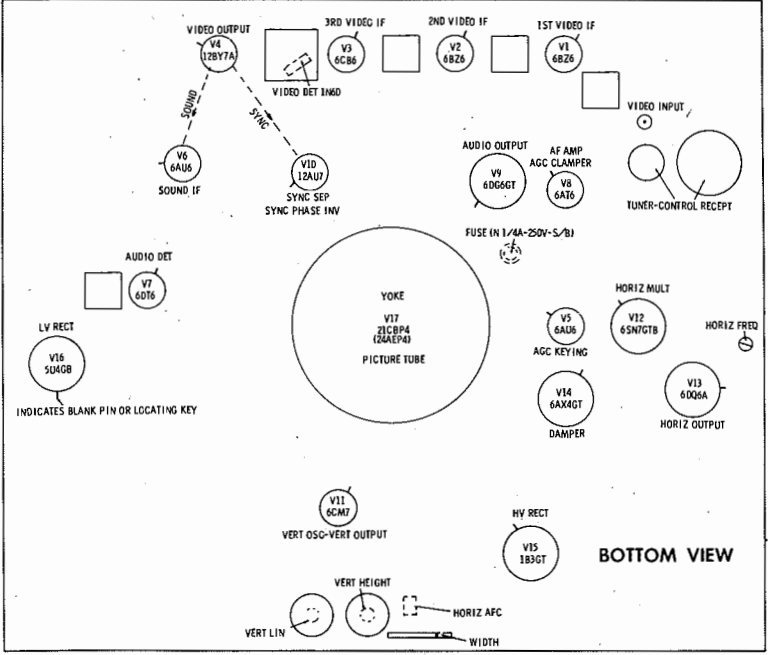 VIDEO OUTPUT
V4
12BY7A
3RD VIDEO IF
V3
6CB6
2ND VIDEO IF
V2
6BZ6
1ST VIDEO IF
V1
6BZ6
VIDEO DET IN60
SOUND
SYNC
VIDEO INPUT
V6
6AU6
SOUND IF
V10
12AU7
SYNC SEP
SYNC PHASE INV
AUDIO OUTPUT
V9
6DG6GT
AF AMP
AGC CLAMPER
V8
6AT6
TUNER-CONTROL RECEPT
FUSE (N 1/4A-250V-S/B)
AUDIO DET
V7
6DT6
YOKE
V17
21CBP4
(24AEP4)
PICTURE TUBE
HORIZ MULT
V12
6SN7GTB
V5
6AU6
AGC KEYING
HORIZ FREQ
LV RECT
V16
5U4GB
INDICATES BLANK PIN OR LOCATING KEY
V14
6AX4GT
DAMPER
V13
6DQ6A
HORIZ OUTPUT
V11
6CM7
VERT OSC-VERT OUTPUT
HV RECT
V15
1B3GT
BOTTOM VIEW
VERT HEIGHT
VERT LIN
HORIZ AFC
WIDTH